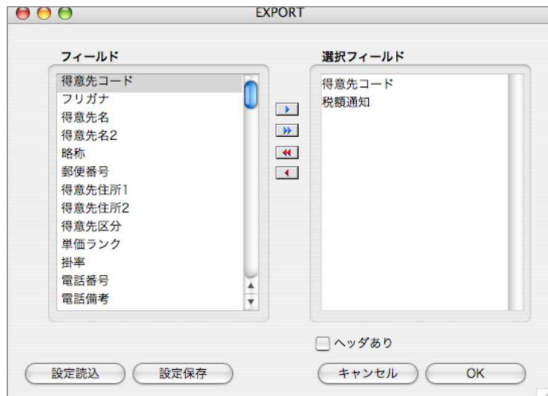 EXPORT
フィールド
得意先コード
フリガナ
得意先名
得意先名2
略称
郵便番号
得意先住所1
得意先住所2
得意先区分
単価ランク
掛率
電話番号
電話備考
選択フィールド
得意先コード
税額通知
ヘッダあり
設定読込
設定保存
キャンセル
OK